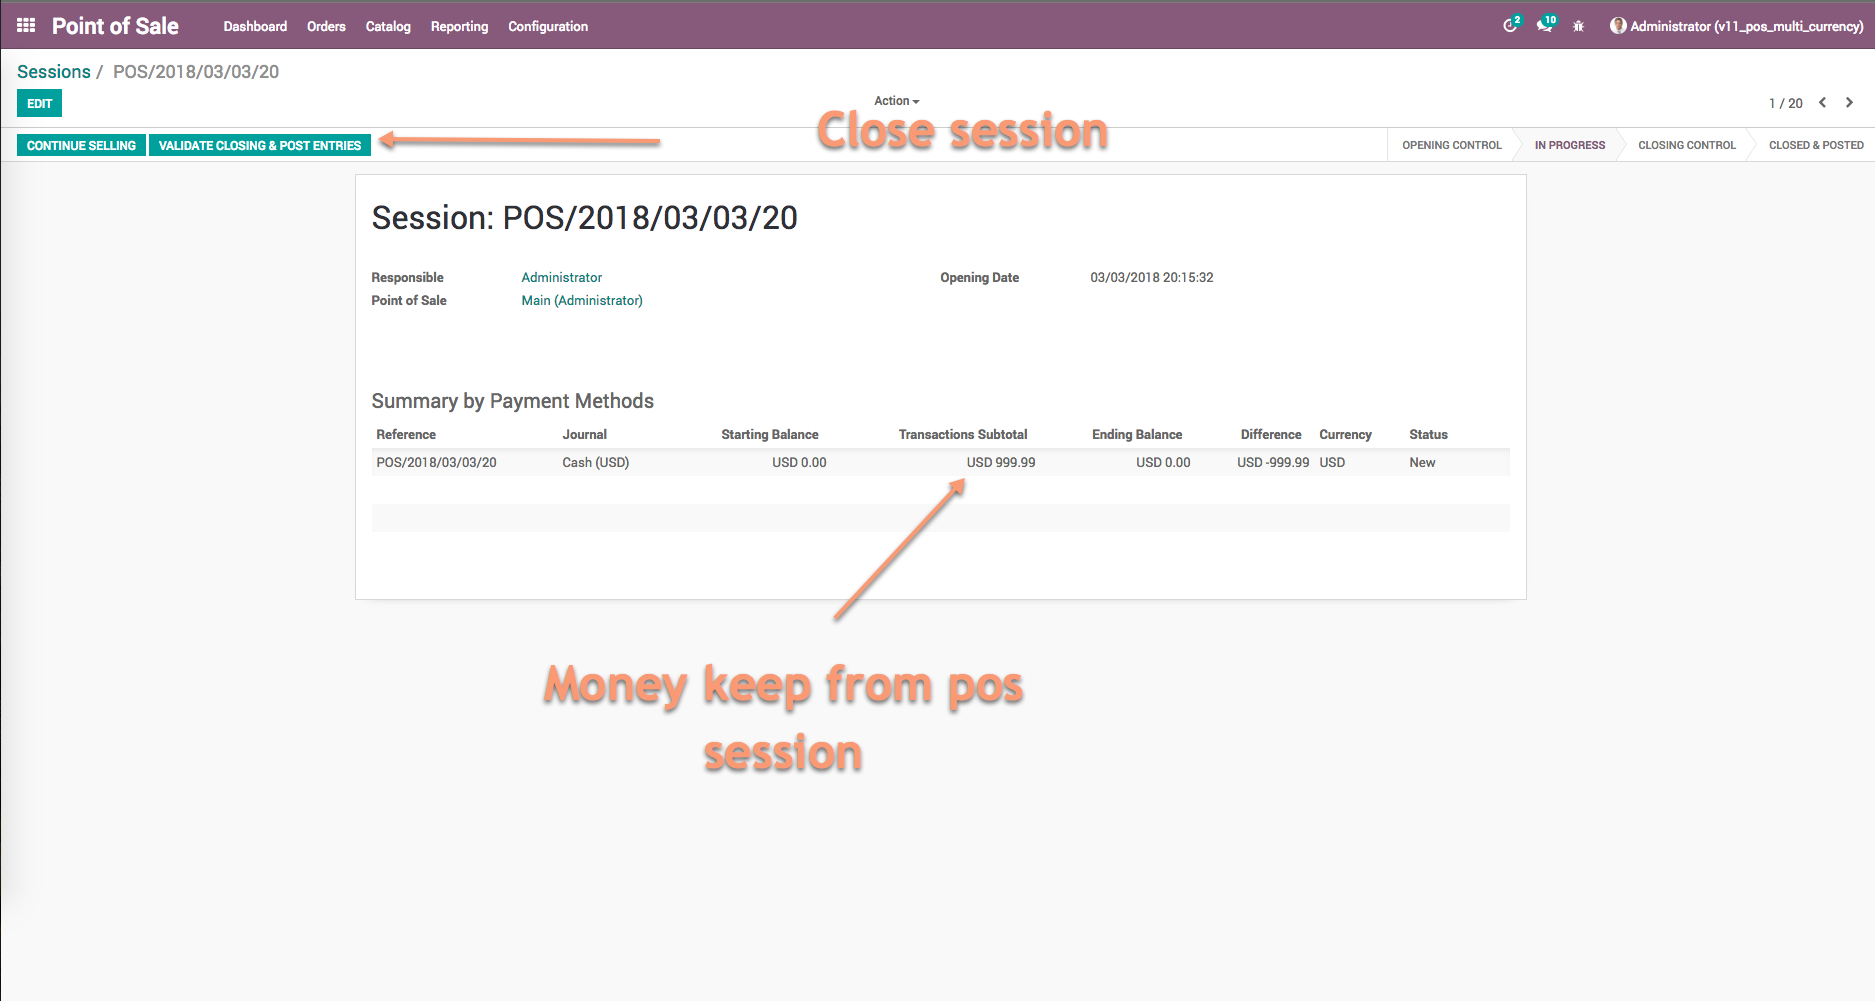 Point of Sale Dashboard Orders Catalog Reporting Configuration 2 10 Administrator (v11_pos_multi_currency)
Sessions / POS/2018/03/03/20
EDIT Action 1 / 20
Close session
CONTINUE SELLING VALIDATE CLOSING & POST ENTRIES OPENING CONTROL IN PROGRESS CLOSING CONTROL CLOSED & POSTED
Session: POS/2018/03/03/20
Responsible Administrator Opening Date 03/03/2018 20:15:32
Point of Sale Main (Administrator)
Summary by Payment Methods
Reference Journal Starting Balance Transactions Subtotal Ending Balance Difference Currency Status
POS/2018/03/03/20 Cash (USD) USD 0.00 USD 999.99 USD 0.00 USD -999.99 USD New
Money keep from pos
session